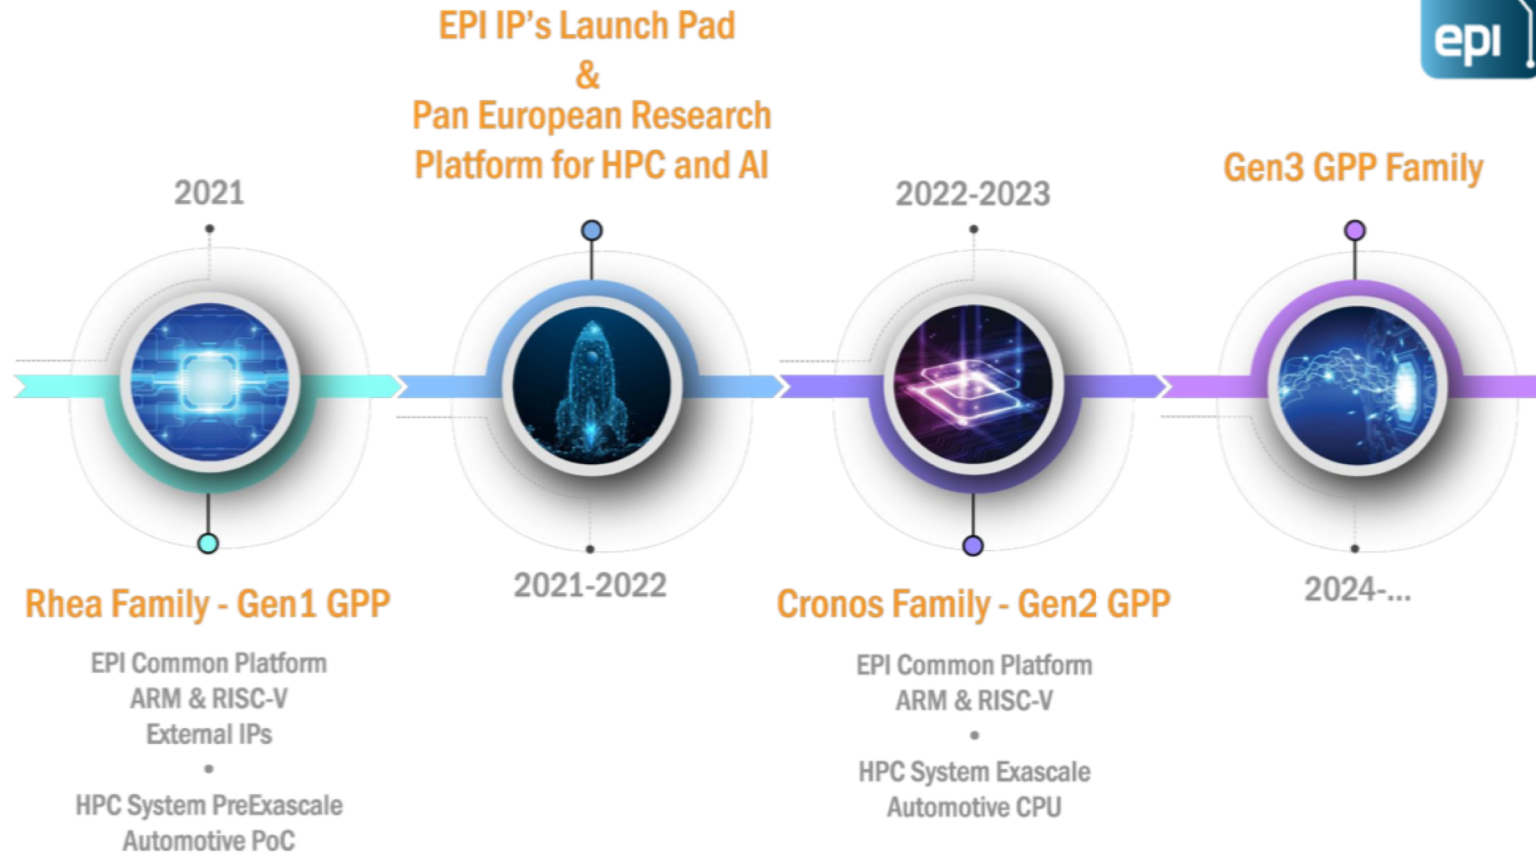 EPI IP's Launch Pad
&
Pan European Research
Platform for HPC and AI
epi
2021
2022-2023
Gen3 GPP Family
Rhea Family - Gen1 GPP
EPI Common Platform
ARM & RISC-V
External IPs
•
HPC System PreExascale
Automotive PoC
2021-2022
Cronos Family - Gen2 GPP
EPI Common Platform
ARM & RISC-V
•
HPC System Exascale
Automotive CPU
2024-...